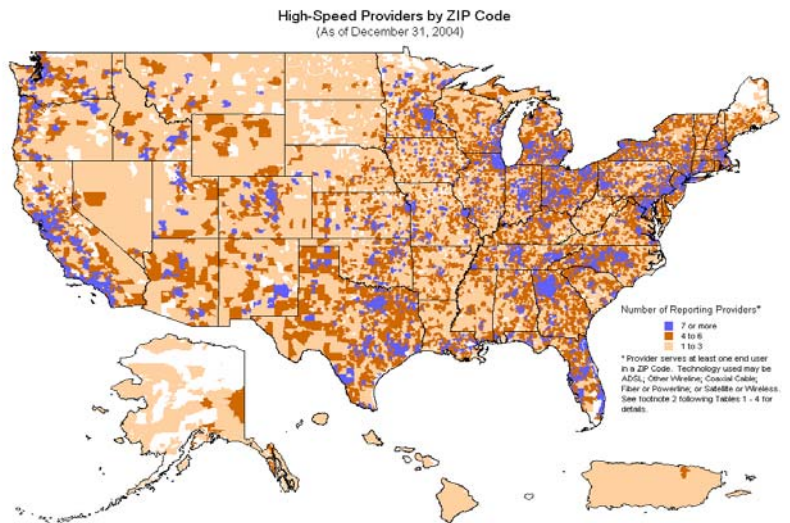 High-Speed Providers by ZIP Code
(As of December 31, 2004)
Number of Reporting Providers*
7 or more
4 to 6
1 to 3
* Provider serves at least one end user
in a ZIP Code. Technology used may be
ADSL; Other Wireline; Coaxial Cable;
Fiber or Powerline; or Satellite or Wireless.
See footnote 2 following Tables 1 - 4 for
details.